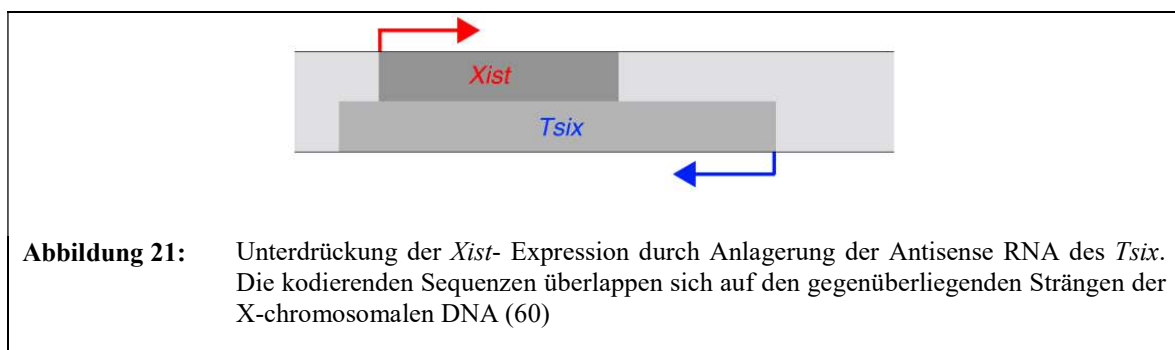 Xist
Tsix
Abbildung 21: Unterdrückung der Xist- Expression durch Anlagerung der Antisense RNA des Tsix.
Die kodierenden Sequenzen überlappen sich auf den gegenüberliegenden Strängen der
X-chromosomalen DNA (60)